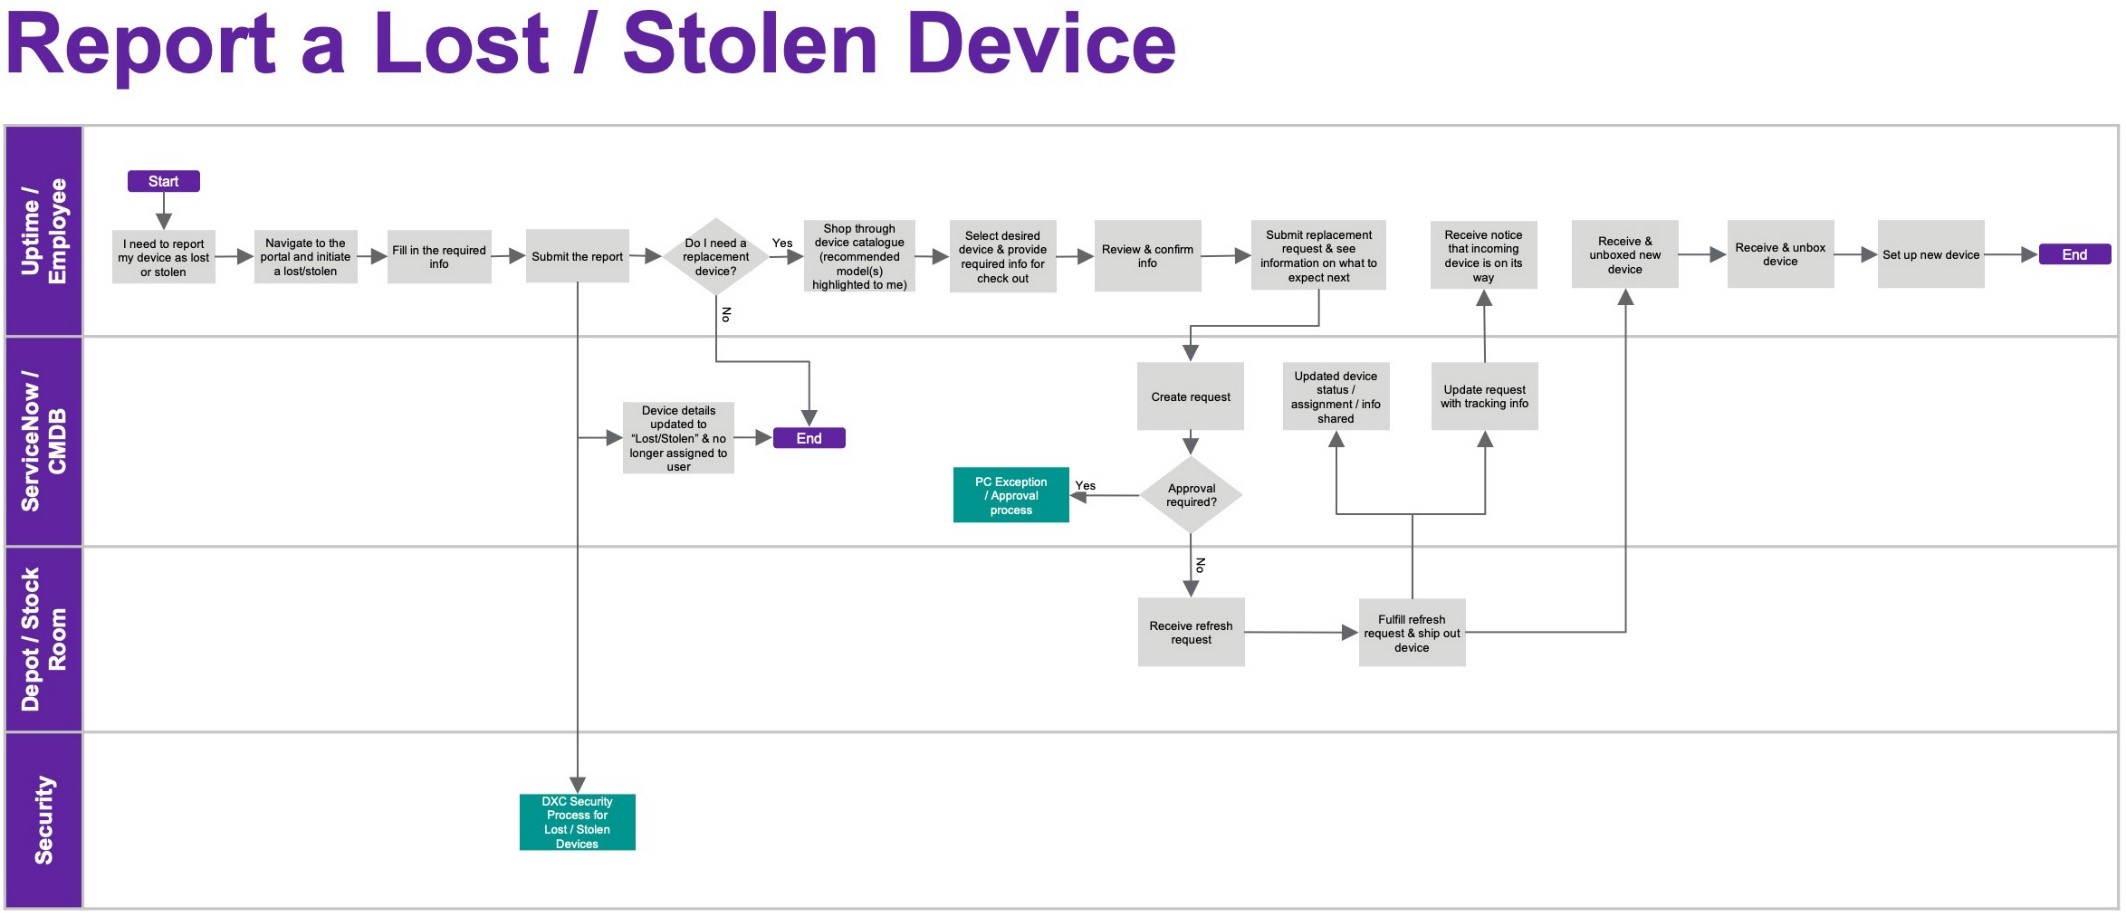 Report a Lost / Stolen Device
Uptime /
Employee
Start
I need to report
my device as lost
or stolen
Navigate to the
portal and initiate
a lost/stolen
Fill in the required
info
Submit the report
Do I need a
replacement
device?
Yes
No
Shop through
device catalogue
(recommended
model(s)
highlighted to me)
Select desired
device & provide
required info for
check out
Review & confirm
info
Submit replacement
request & see
information on what to
expect next
Receive notice
that incoming
device is on its
way
Receive &
unboxed new
device
Receive & unbox
device
Set up new device
End
ServiceNow /
CMDB
Device details
updated to
“Lost/Stolen” & no
longer assigned to
user
End
PC Exception
/ Approval
process
Yes
Create request
Approval
required?
No
Updated device
status /
assignment / info
shared
Update request
with tracking info
Depot / Stock
Room
Receive refresh
request
Fulfill refresh
request & ship out
device
Security
DXC Security
Process for
Lost / Stolen
Devices